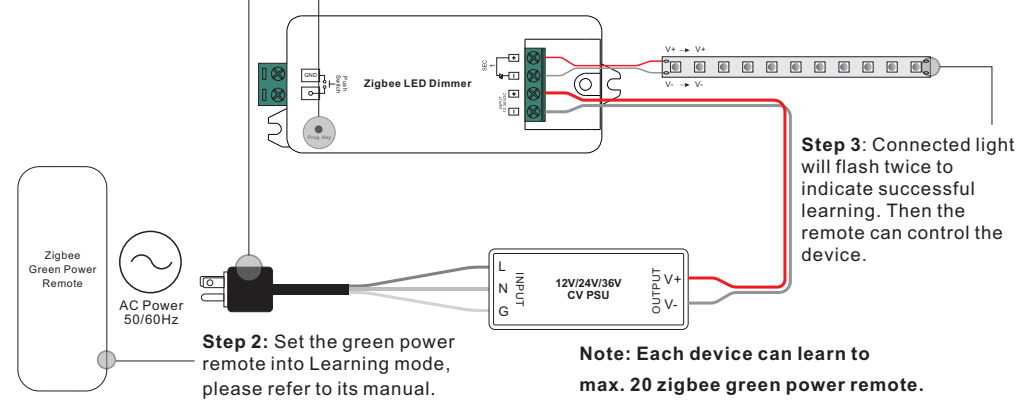 GND
Push
Switch
Zigbee LED Dimmer
Prog. Key
SEC
1
INPUT
V+ → V+
V- → V-
Step 3: Connected light
will flash twice to
indicate successful
learning. Then the
remote can control the
device.
Zigbee
Green Power
Remote
AC Power
50/60Hz
L
N
G
INPUT
12V/24V/36V
CV PSU
OUTPUT
V+
V-
Step 2: Set the green power
remote into Learning mode,
please refer to its manual.
Note: Each device can learn to
max. 20 zigbee green power remote.